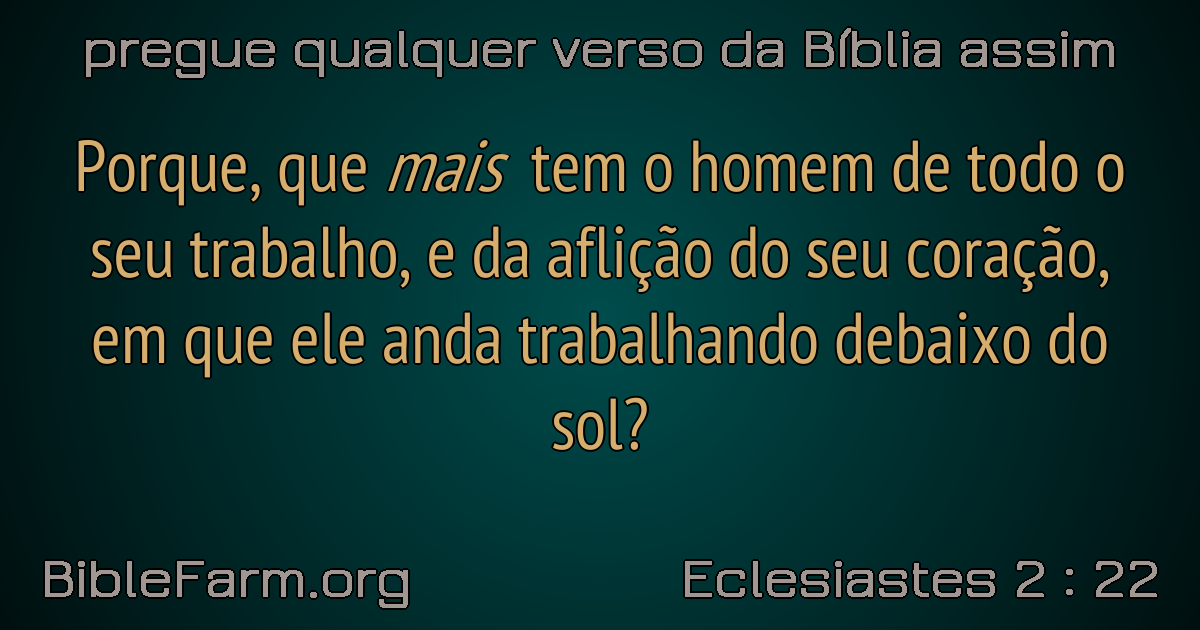 pregue qualquer verso da Bíblia assim
Porque, que mais tem o homem de todo o
seu trabalho, e da aflição do seu coração,
em que ele anda trabalhando debaixo do
sol?
BibleFarm.org
Eclesiastes 2 : 22